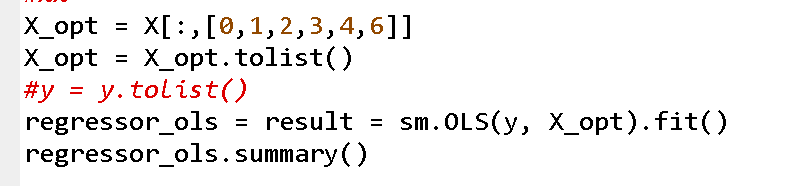 X_opt = X[:,[0,1,2,3,4,6]]
X_opt = X_opt.tolist()
#y = y.tolist()
regressor_ols = result = sm.OLS(y, X_opt).fit()
regressor_ols.summary()